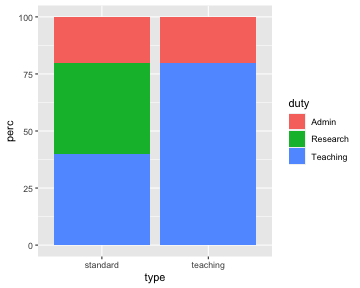 100
75
50
25
0
perc
standard
teaching
type
duty
Admin
Research
Teaching